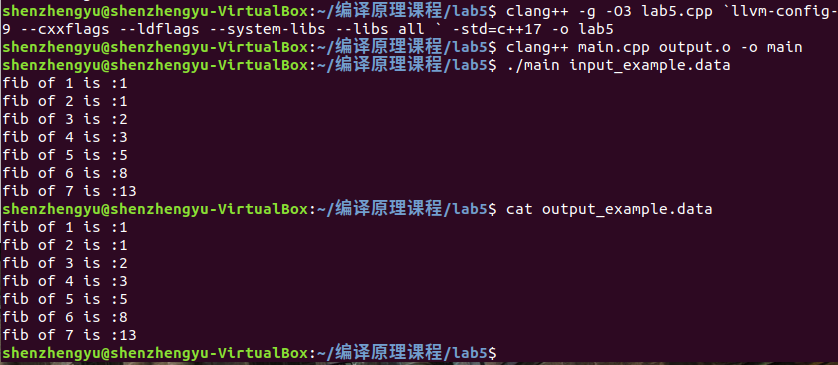 shenzhengyu@shenzhengyu-VirtualBox:~/编译原理课程/lab5$ clang++ -g -O3 lab5.cpp `llvm-config-
9 --cxxflags --ldflags --system-libs --libs all ` -std=c++17 -o lab5
shenzhengyu@shenzhengyu-VirtualBox:~/编译原理课程/lab5$ clang++ main.cpp output.o -o main
shenzhengyu@shenzhengyu-VirtualBox:~/编译原理课程/lab5$ ./main input_example.data
fib of 1 is :1
fib of 2 is :1
fib of 3 is :2
fib of 4 is :3
fib of 5 is :5
fib of 6 is :8
fib of 7 is :13
shenzhengyu@shenzhengyu-VirtualBox:~/编译原理课程/lab5$ cat output_example.data
fib of 1 is :1
fib of 2 is :1
fib of 3 is :2
fib of 4 is :3
fib of 5 is :5
fib of 6 is :8
fib of 7 is :13
shenzhengyu@shenzhengyu-VirtualBox:~/编译原理课程/lab5$